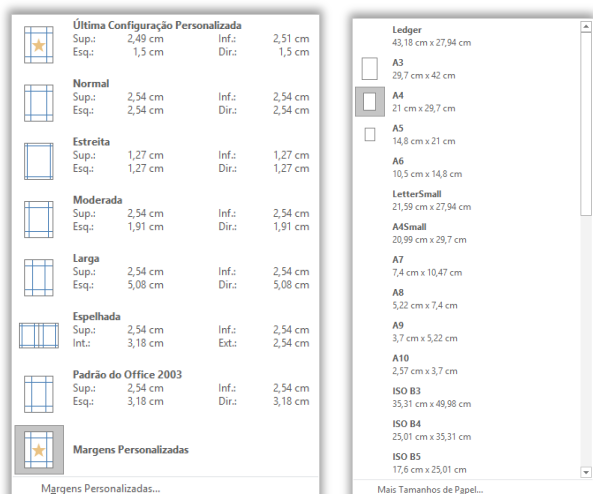 Última Configuração Personalizada
Sup.: 2,49 cm Inf.: 2,51 cm
Esq.: 1,5 cm Dir.: 1,5 cm
Normal
Sup.: 2,54 cm Inf.: 2,54 cm
Esq.: 2,54 cm Dir.: 2,54 cm
Estreita
Sup.: 1,27 cm Inf.: 1,27 cm
Esq.: 1,27 cm Dir.: 1,27 cm
Moderada
Sup.: 2,54 cm Inf.: 2,54 cm
Esq.: 1,91 cm Dir.: 1,91 cm
Larga
Sup.: 2,54 cm Inf.: 2,54 cm
Esq.: 5,08 cm Dir.: 5,08 cm
Espelhada
Sup.: 2,54 cm Inf.: 2,54 cm
Int.: 3,18 cm Ext.: 2,54 cm
Padrão do Office 2003
Sup.: 2,54 cm Inf.: 2,54 cm
Esq.: 3,18 cm Dir.: 3,18 cm
Margens Personalizadas
Margens Personalizadas...
Ledger
43,18 cm x 27,94 cm
A3
29,7 cm x 42 cm
A4
21 cm x 29,7 cm
A5
14,8 cm x 21 cm
A6
10,5 cm x 14,8 cm
LetterSmall
21,59 cm x 27,94 cm
A4Small
20,99 cm x 29,7 cm
A7
7,4 cm x 10,47 cm
A8
5,22 cm x 7,4 cm
A9
3,7 cm x 5,22 cm
A10
2,57 cm x 3,7 cm
ISO B3
35,31 cm x 49,98 cm
ISO B4
25,01 cm x 35,31 cm
ISO B5
17,6 cm x 25,01 cm
Mais Tamanhos de Papel...